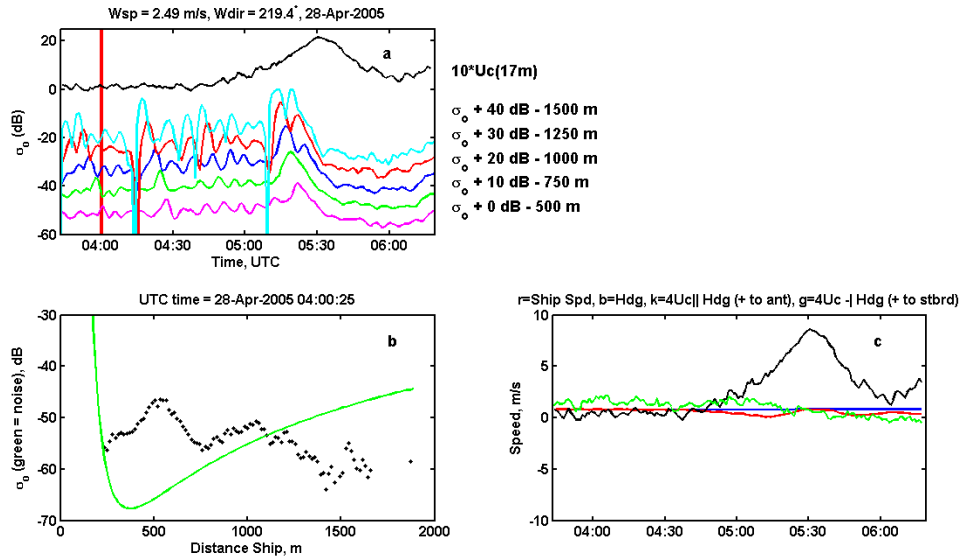 Wsp = 2.49 m/s, Wdir = 219.4°, 28-Apr-2005
a
20
0
-20
-40
-60
σo (dB)
04:00 04:30 05:00 05:30 06:00
Time, UTC
10*Uc(17m)
σo + 40 dB - 1500 m
σo + 30 dB - 1250 m
σo + 20 dB - 1000 m
σo + 10 dB - 750 m
σo + 0 dB - 500 m
UTC time = 28-Apr-2005 04:00:25
b
-30
-40
-50
-60
-70
σo (green = noise), dB
0 500 1000 1500 2000
Distance Ship, m
r=Ship Spd, b=Hdg, k=4Uc|| Hdg (+ to ant), g=4Uc -| Hdg (+ to stbrd)
c
10
5
0
-5
-10
Speed, m/s
04:00 04:30 05:00 05:30 06:00